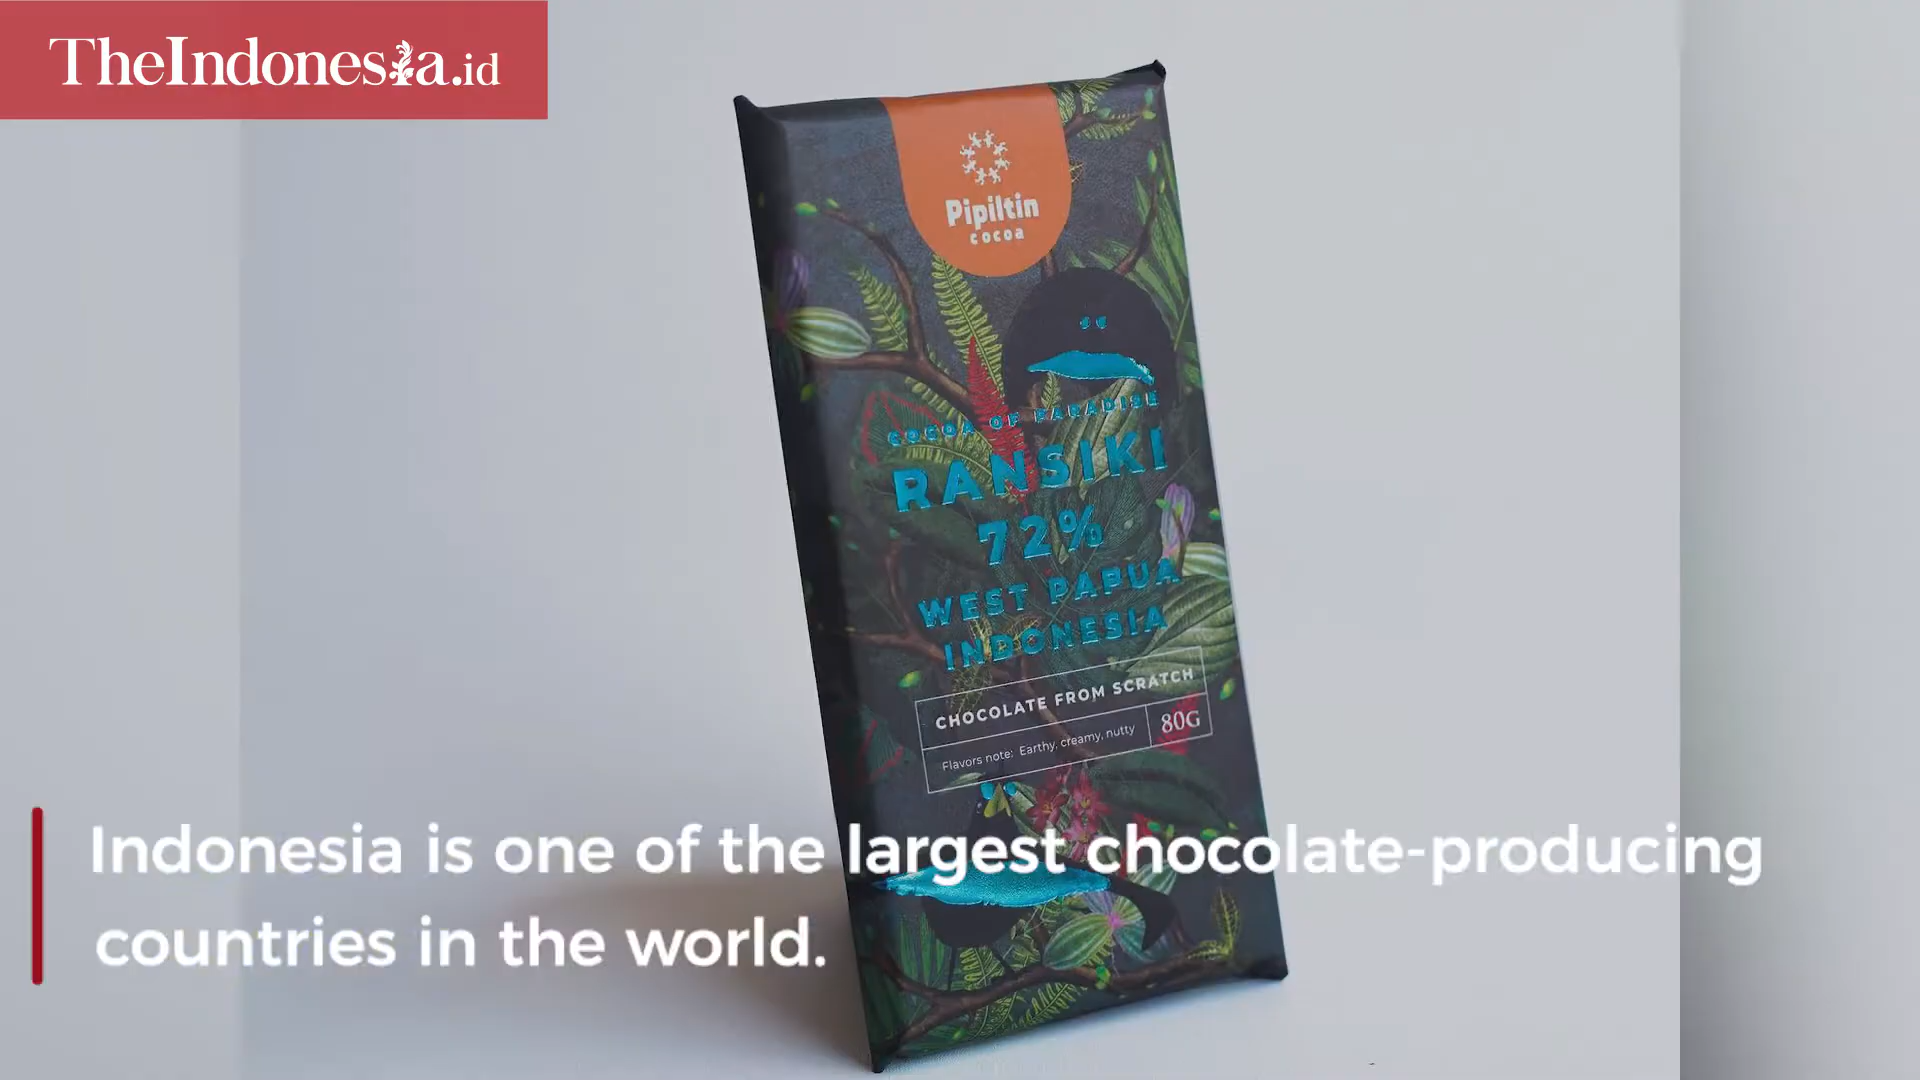 TheIndonesia.id
Pipiltin
cocoa
COCOA OF PARADISE
RANSIKI
72%
WEST PAPUA
INDONESIA
CHOCOLATE FROM SCRATCH
Flavors note: Earthy, creamy, nutty
80G
Indonesia is one of the largest chocolate-producing
countries in the world.